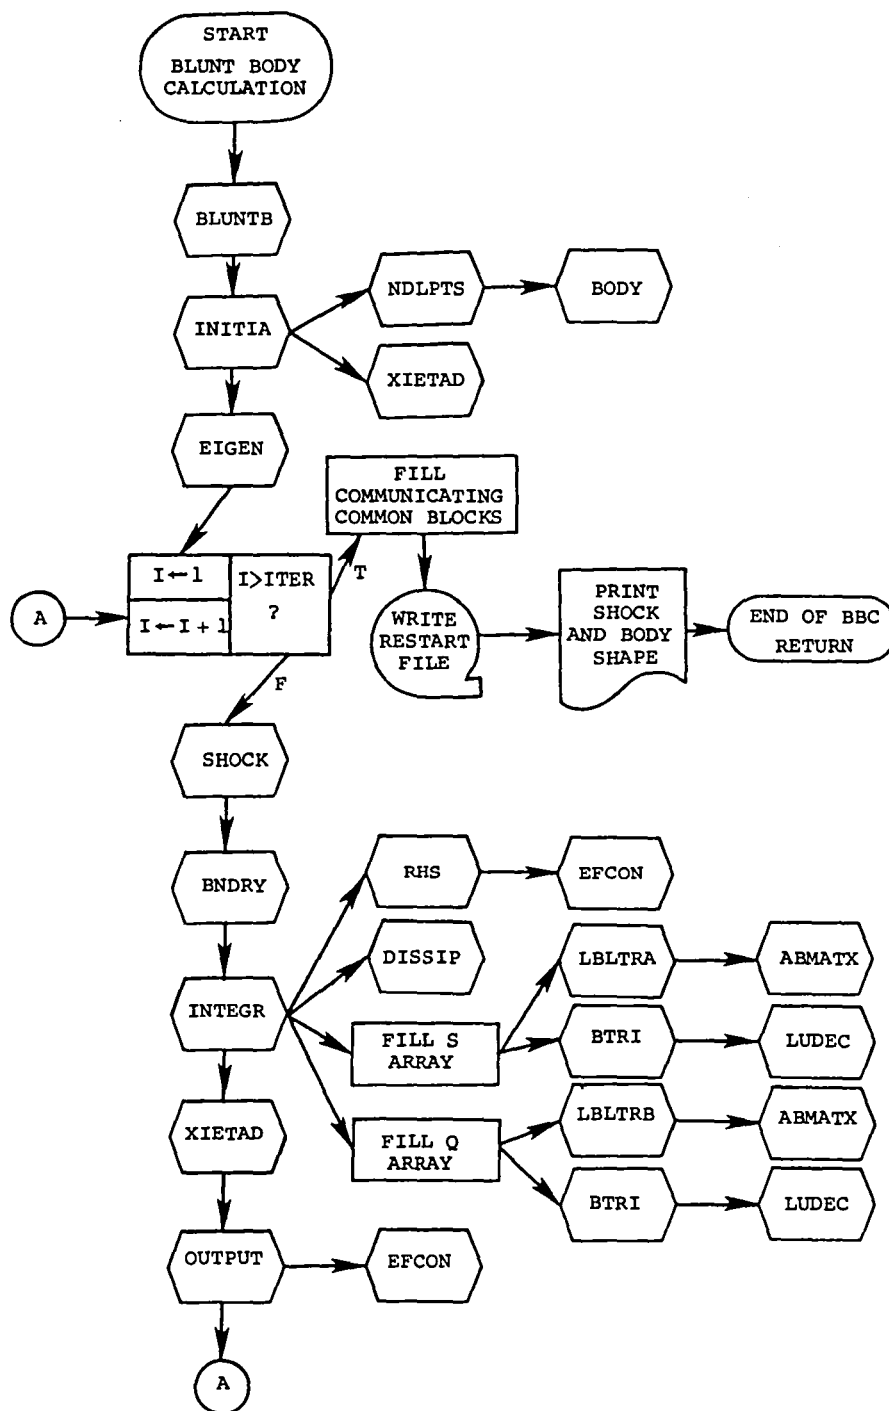 START
BLUNT BODY
CALCULATION
BLUNTB
INITIA
NDLPTS
BODY
XIETAD
EIGEN
FILL
COMMUNICATING
COMMON BLOCKS
T
A
I←1
I←I+1
I>ITER
?
F
WRITE
RESTART
FILE
PRINT
SHOCK
AND BODY
SHAPE
END OF BBC
RETURN
SHOCK
BNDRY
INTEGR
RHS
EFCON
DISSIP
FILL S
ARRAY
LBLTRA
ABMATX
BTRI
LUDEC
FILL Q
ARRAY
LBLTRB
ABMATX
BTRI
LUDEC
XIETAD
OUTPUT
EFCON
A